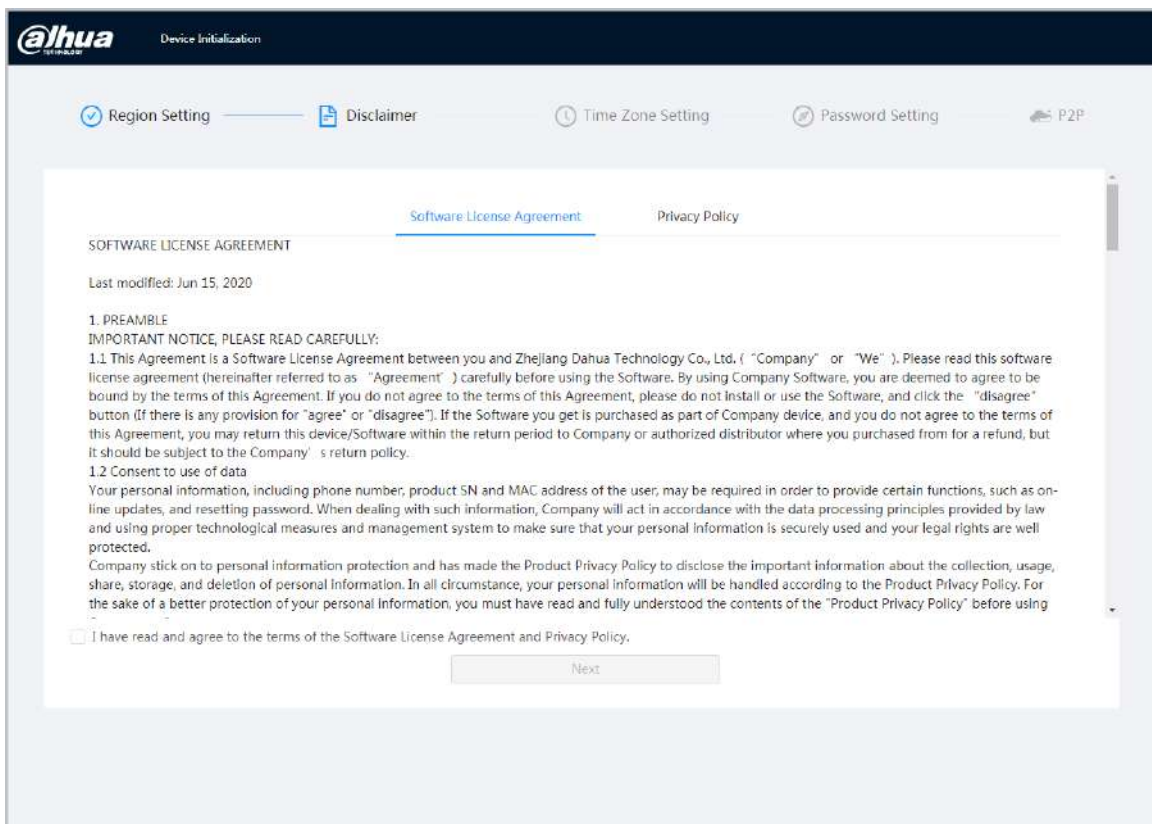 alhua
TECHNOLOGY
Device Initialization
Region Setting
Disclaimer
Time Zone Setting
Password Setting
P2P
Software License Agreement
Privacy Policy
SOFTWARE LICENSE AGREEMENT
Last modified: Jun 15, 2020
1. PREAMBLE
IMPORTANT NOTICE, PLEASE READ CAREFULLY:
1.1 This Agreement is a Software License Agreement between you and Zhejiang Dahua Technology Co., Ltd. ( “Company” or “We” ). Please read this software
license agreement (hereinafter referred to as “Agreement” ) carefully before using the Software. By using Company Software, you are deemed to agree to be
bound by the terms of this Agreement. If you do not agree to the terms of this Agreement, please do not install or use the Software, and click the “disagree”
button (If there is any provision for "agree" or "disagree"). If the Software you get is purchased as part of Company device, and you do not agree to the terms of
this Agreement, you may return this device/Software within the return period to Company or authorized distributor where you purchased from for a refund, but
it should be subject to the Company’ s return policy.
1.2 Consent to use of data
Your personal information, including phone number, product SN and MAC address of the user, may be required in order to provide certain functions, such as on-
line updates, and resetting password. When dealing with such information, Company will act in accordance with the data processing principles provided by law
and using proper technological measures and management system to make sure that your personal information is securely used and your legal rights are well
protected.
Company stick on to personal information protection and has made the Product Privacy Policy to disclose the important information about the collection, usage,
share, storage, and deletion of personal information. In all circumstance, your personal information will be handled according to the Product Privacy Policy. For
the sake of a better protection of your personal information, you must have read and fully understood the contents of the "Product Privacy Policy" before using
I have read and agree to the terms of the Software License Agreement and Privacy Policy.
Next